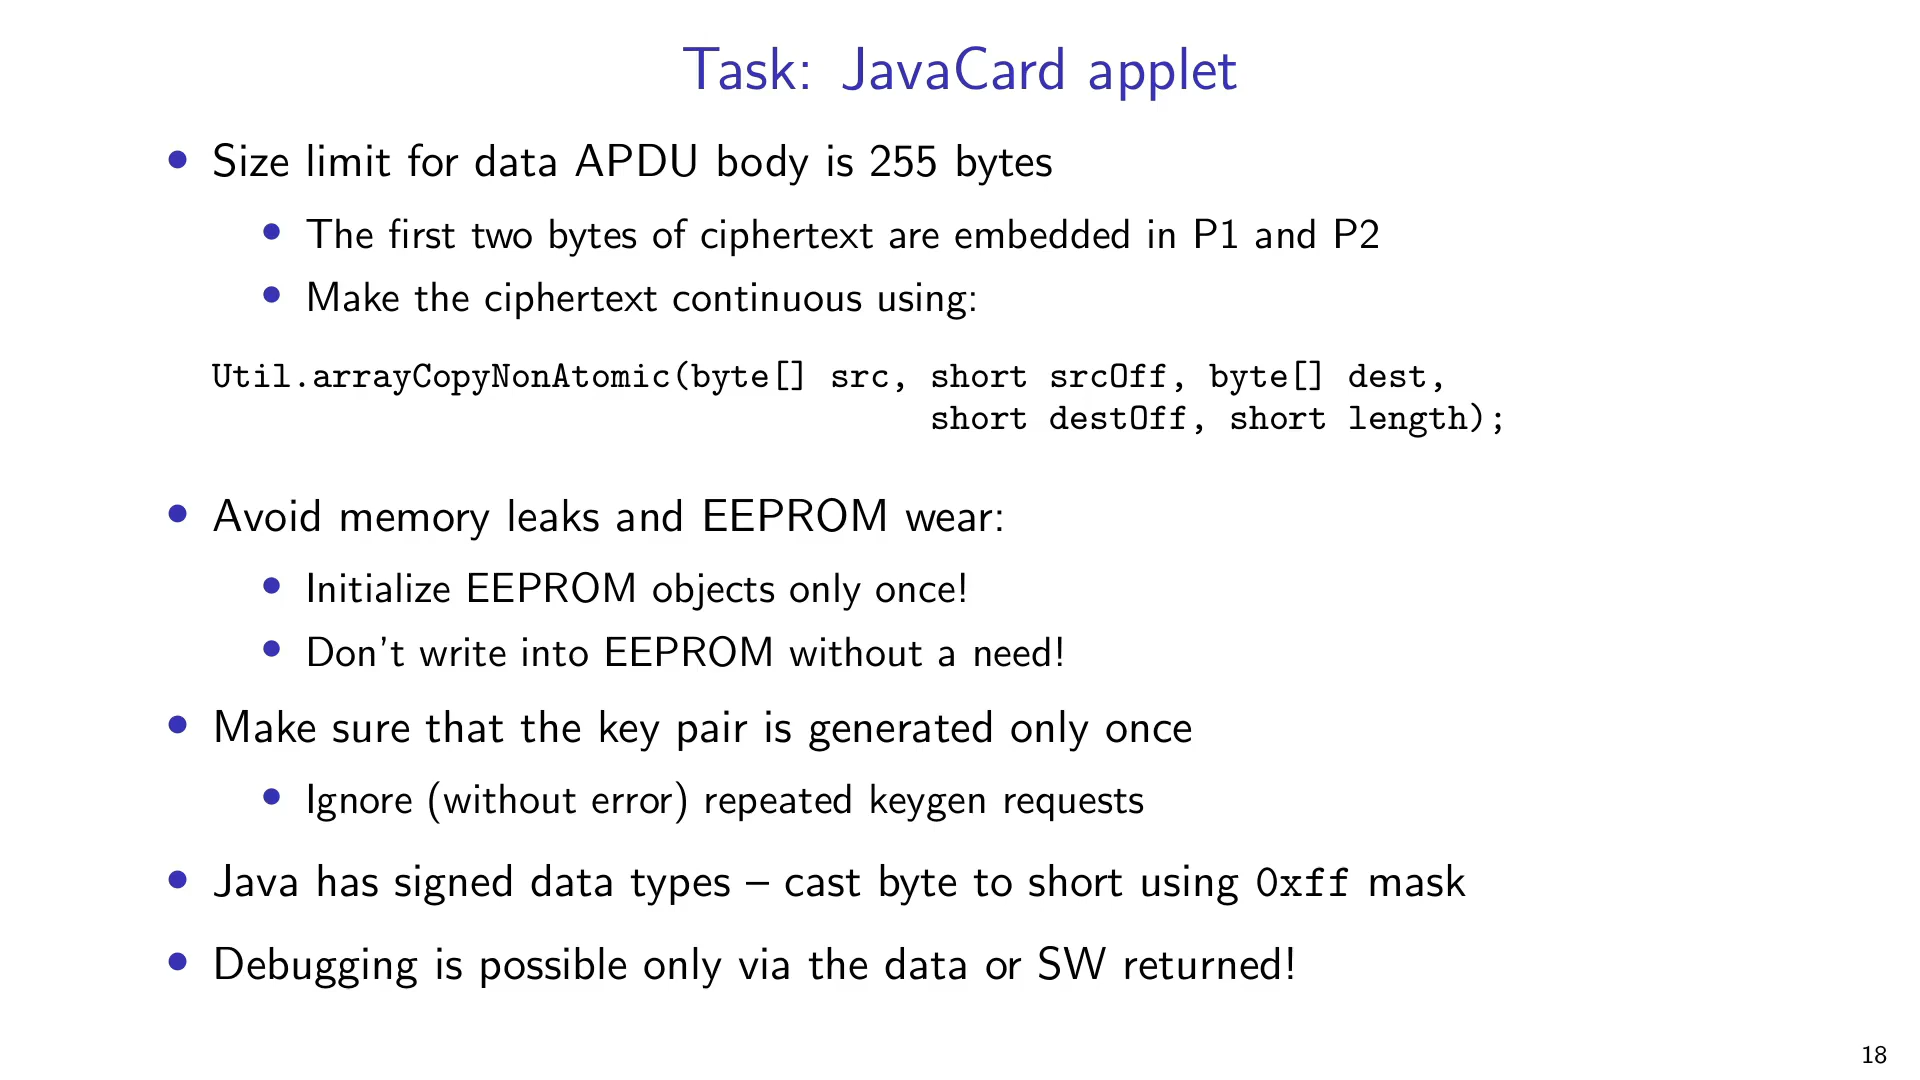 Task: JavaCard applet
• Size limit for data APDU body is 255 bytes
• The first two bytes of ciphertext are embedded in P1 and P2
• Make the ciphertext continuous using:
Util.arrayCopyNonAtomic(byte[] src, short srcOff, byte[] dest,
short destOff, short length);
• Avoid memory leaks and EEPROM wear:
• Initialize EEPROM objects only once!
• Don't write into EEPROM without a need!
• Make sure that the key pair is generated only once
• Ignore (without error) repeated keygen requests
• Java has signed data types – cast byte to short using 0xff mask
• Debugging is possible only via the data or SW returned!
18